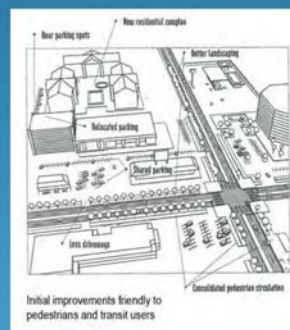 New residential complex
Rear parking spots
Better landscaping
Relocated parking
Shared parking
Less driveways
Consolidated pedestrian circulation
Initial improvements friendly to
pedestrians and transit users